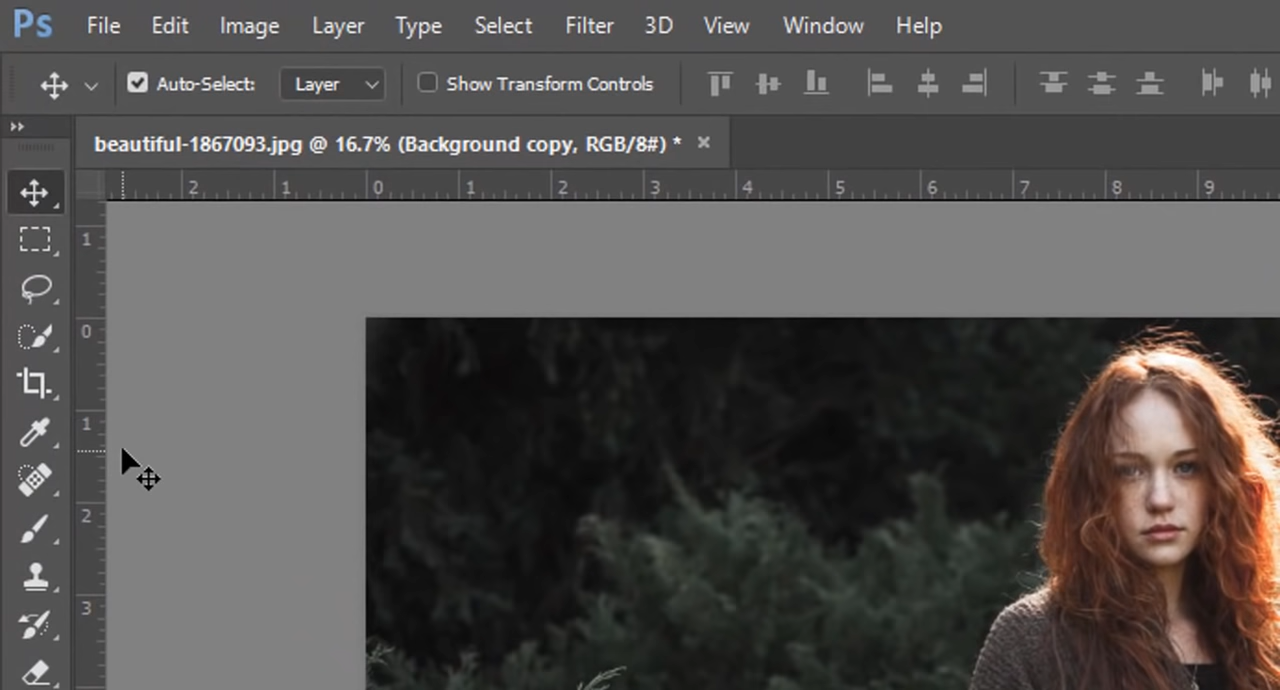 Ps File Edit Image Layer Type Select Filter 3D View Window Help
Auto-Select: Layer Show Transform Controls
beautiful-1867093.jpg @ 16.7% (Background copy, RGB/8#) * ×
2 1 0 1 2 3 4 5 6 7 8 9
1
0
1
2
3